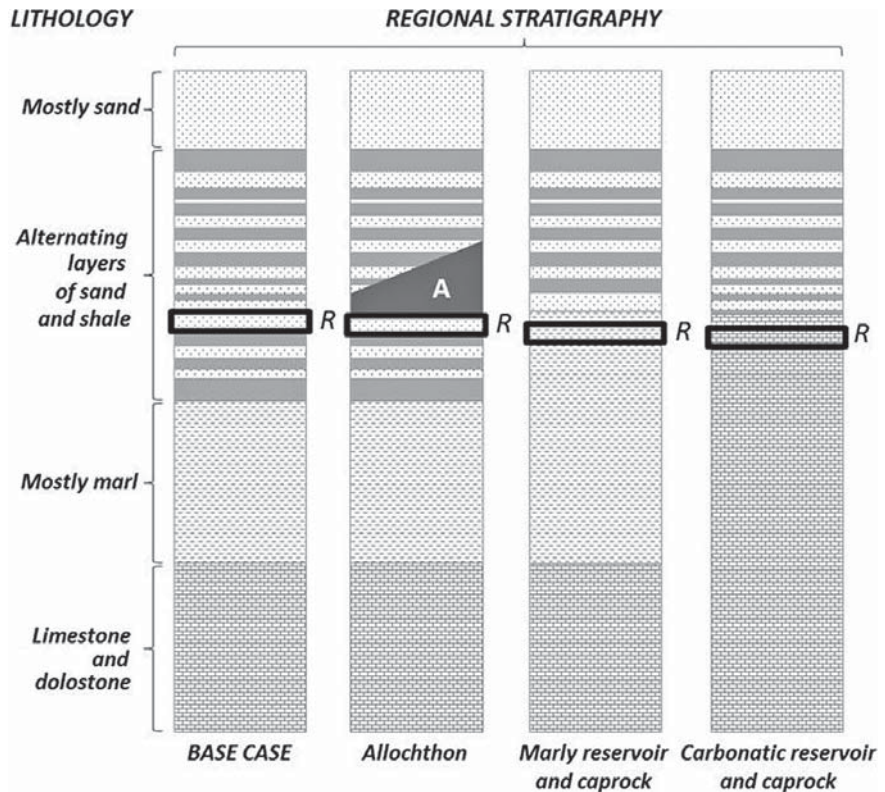 LITHOLOGY
REGIONAL STRATIGRAPHY
Mostly sand
Alternating
layers
of sand
and shale
A
R
R
R
R
Mostly marl
Limestone
and
dolostone
BASE CASE
Allochthon
Marly reservoir
and caprock
Carbonatic reservoir
and caprock